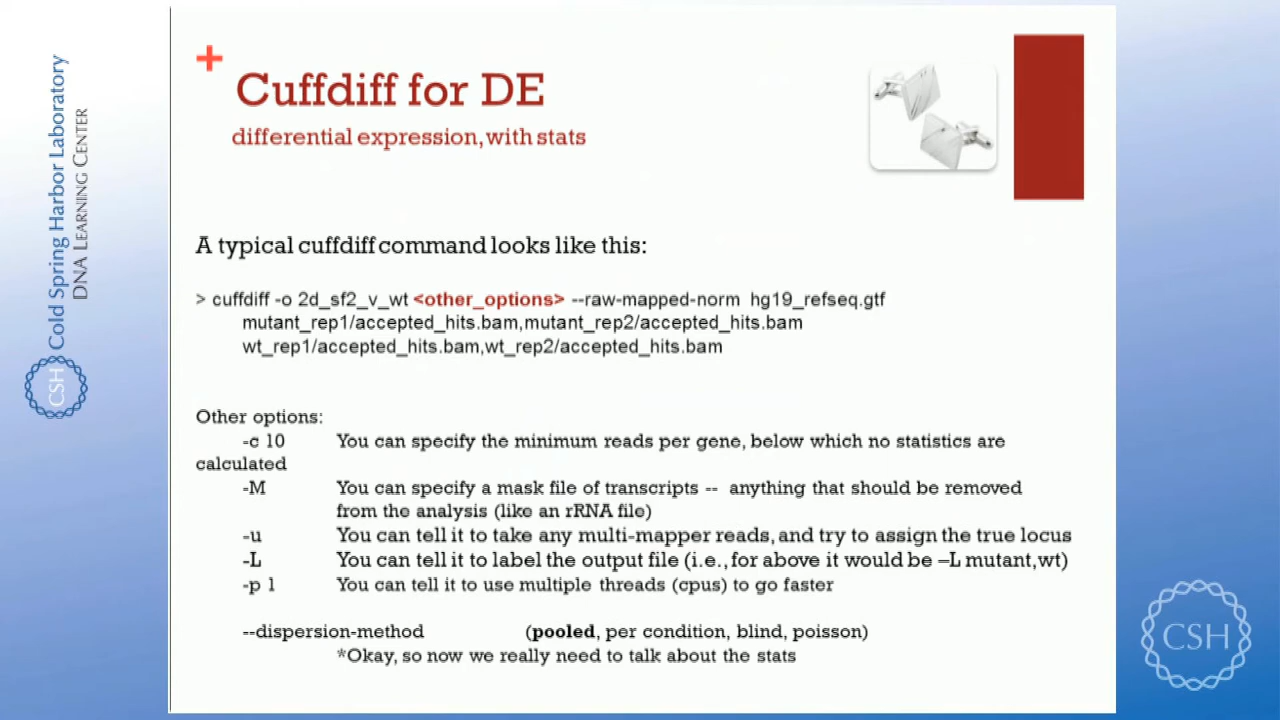 Cold Spring Harbor Laboratory
DNA LEARNING CENTER
CSH
+
Cuffdiff for DE
differential expression, with stats
A typical cuffdiff command looks like this:
> cuffdiff -o 2d_sf2_v_wt <other_options> --raw-mapped-norm hg19_refseq.gtf
mutant_rep1/accepted_hits.bam,mutant_rep2/accepted_hits.bam
wt_rep1/accepted_hits.bam,wt_rep2/accepted_hits.bam
Other options:
-c 10 You can specify the minimum reads per gene, below which no statistics are
calculated
-M You can specify a mask file of transcripts -- anything that should be removed
from the analysis (like an rRNA file)
-u You can tell it to take any multi-mapper reads, and try to assign the true locus
-L You can tell it to label the output file (i.e., for above it would be –L mutant,wt)
-p 1 You can tell it to use multiple threads (cpus) to go faster
--dispersion-method (pooled, per condition, blind, poisson)
*Okay, so now we really need to talk about the stats
CSH